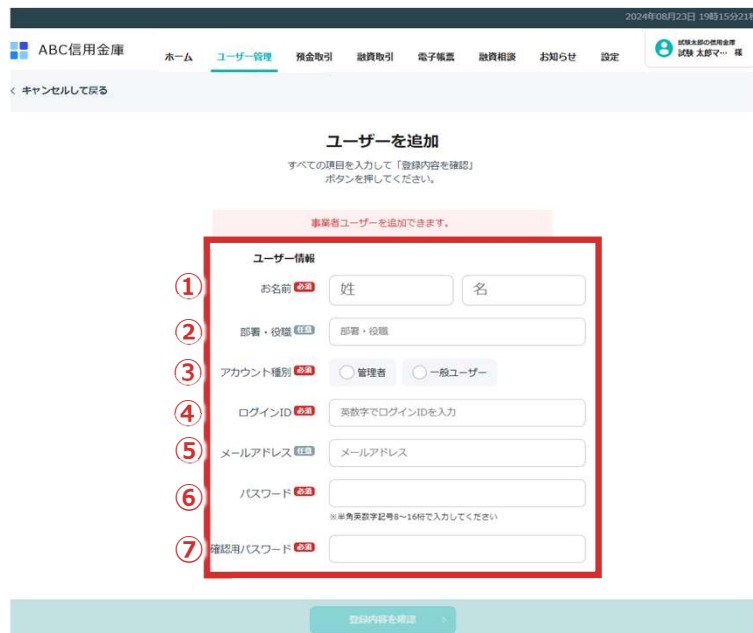 2024年08月23日 19時15分21秒
ABC信用金庫
ホーム ユーザー管理 預金取引 融資取引 電子帳票 融資相談 お知らせ 設定
試験太郎の信用金庫
試験 太郎マ… 様
< キャンセルして戻る
ユーザーを追加
すべての項目を入力して「登録内容を確認」
ボタンを押してください。
事業者ユーザーを追加できます。
ユーザー情報
① お名前 必須 姓 名
② 部署・役職 任意 部署・役職
③ アカウント種別 必須 管理者 一般ユーザー
④ ログインID 必須 英数字でログインIDを入力
⑤ メールアドレス 任意 メールアドレス
⑥ パスワード 必須
※半角英数字記号8～16桁で入力してください
⑦ 確認用パスワード 必須
登録内容を確認 >